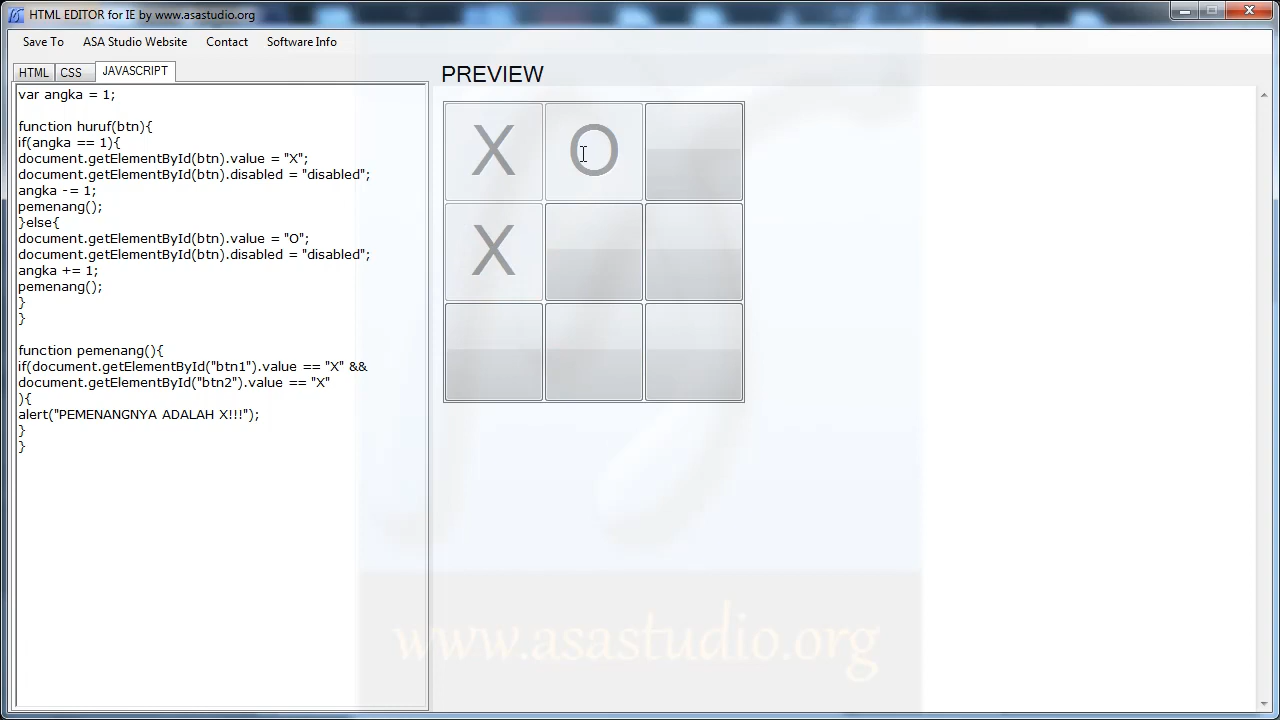 HTML EDITOR for IE by www.asastudio.org
Save To ASA Studio Website Contact Software Info
HTML CSS JAVASCRIPT
PREVIEW
var angka = 1;
function huruf(btn){
if(angka == 1){
document.getElementById(btn).value = "X";
document.getElementById(btn).disabled = "disabled";
angka -= 1;
pemenang();
}else{
document.getElementById(btn).value = "O";
document.getElementById(btn).disabled = "disabled";
angka += 1;
pemenang();
}
}
function pemenang(){
if(document.getElementById("btn1").value == "X" &&
document.getElementById("btn2").value == "X"
){
alert("PEMENANGNYA ADALAH X!!!");
}
}
X O
X
www.asastudio.org